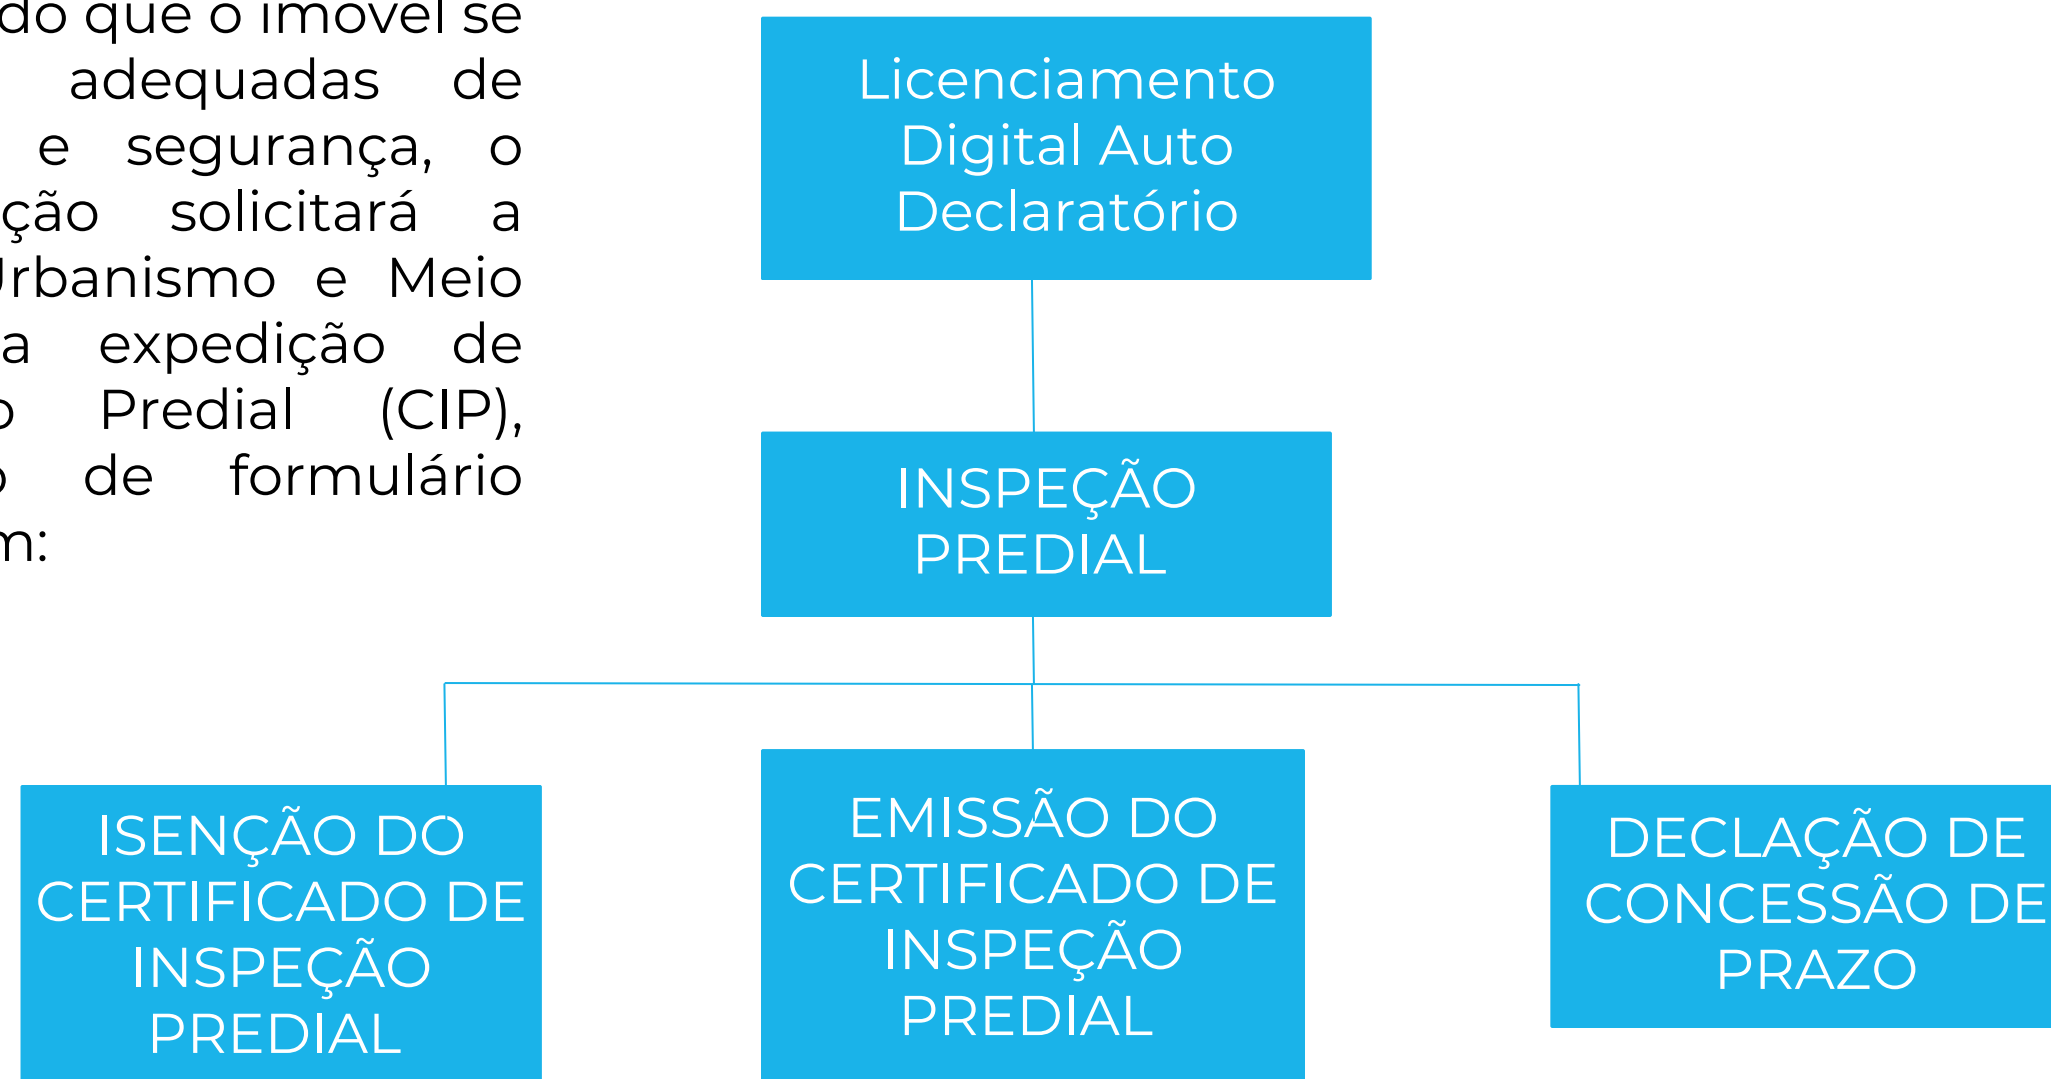 do que o imóvel se
adequadas de
e segurança, o
ção solicitará a
Urbanismo e Meio
a expedição de
o Predial (CIP),
o de formulário
m:
Licenciamento
Digital Auto
Declaratório
INSPEÇÃO
PREDIAL
ISENÇÃO DO
CERTIFICADO DE
INSPEÇÃO
PREDIAL
EMISSÃO DO
CERTIFICADO DE
INSPEÇÃO
PREDIAL
DECLAÇÃO DE
CONCESSÃO DE
PRAZO